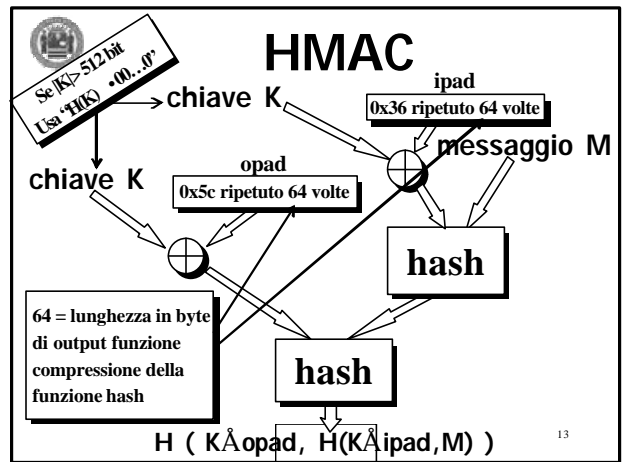 HMAC
Se |K|> 512 bit
Usa “H(K) •00…0”
chiave K
ipad
0x36 ripetuto 64 volte
messaggio M
chiave K
opad
0x5c ripetuto 64 volte
hash
64 = lunghezza in byte
di output funzione
compressione della
funzione hash
hash
H ( KÅopad, H(KÅipad,M) )
13